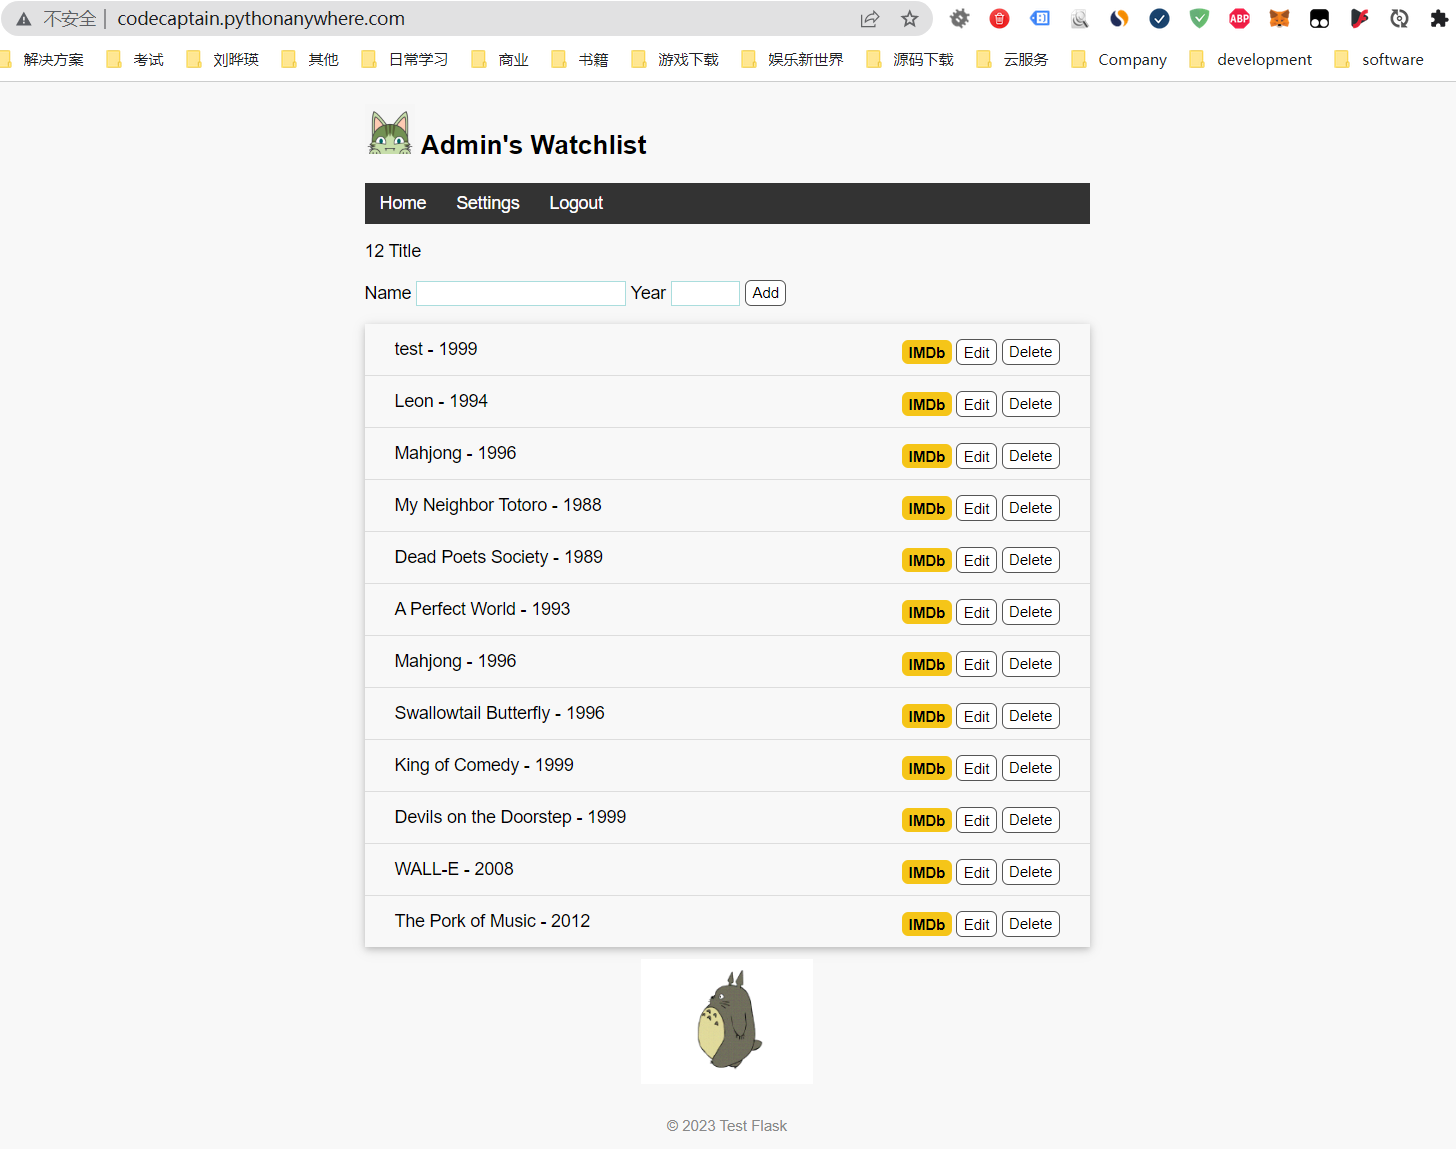 不安全 | codecaptain.pythonanywhere.com
ABP
解决方案 考试 刘晔瑛 其他 日常学习 商业 书籍 游戏下载 娱乐新世界 源码下载 云服务 Company development software
Admin's Watchlist
Home Settings Logout
12 Title
Name Year Add
test - 1999 IMDb Edit Delete
Leon - 1994 IMDb Edit Delete
Mahjong - 1996 IMDb Edit Delete
My Neighbor Totoro - 1988 IMDb Edit Delete
Dead Poets Society - 1989 IMDb Edit Delete
A Perfect World - 1993 IMDb Edit Delete
Mahjong - 1996 IMDb Edit Delete
Swallowtail Butterfly - 1996 IMDb Edit Delete
King of Comedy - 1999 IMDb Edit Delete
Devils on the Doorstep - 1999 IMDb Edit Delete
WALL-E - 2008 IMDb Edit Delete
The Pork of Music - 2012 IMDb Edit Delete
© 2023 Test Flask